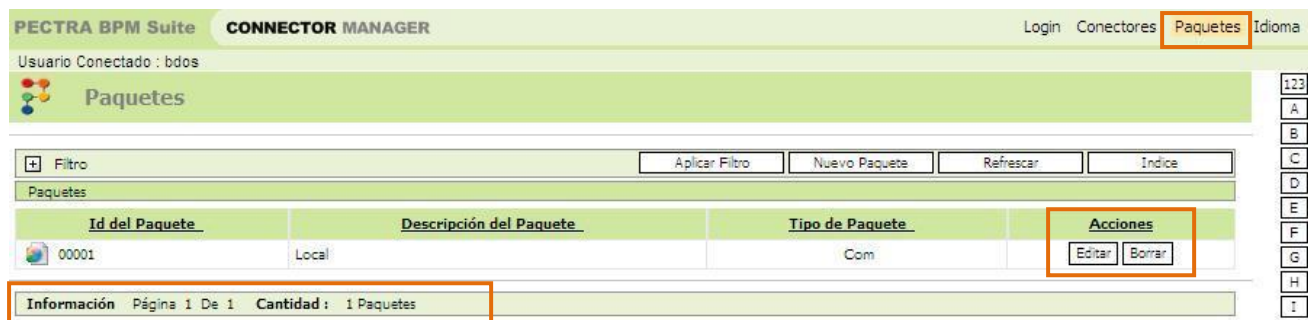 PECTRA BPM Suite CONNECTOR MANAGER Login Conectores Paquetes Idioma
Usuario Conectado : bdos
Paquetes
123
A
B
C
D
E
F
G
H
I
+ Filtro Aplicar Filtro Nuevo Paquete Refrescar Indice
Paquetes
Id del Paquete Descripción del Paquete Tipo de Paquete Acciones
00001 Local Com Editar Borrar
Información Página 1 De 1 Cantidad : 1 Paquetes